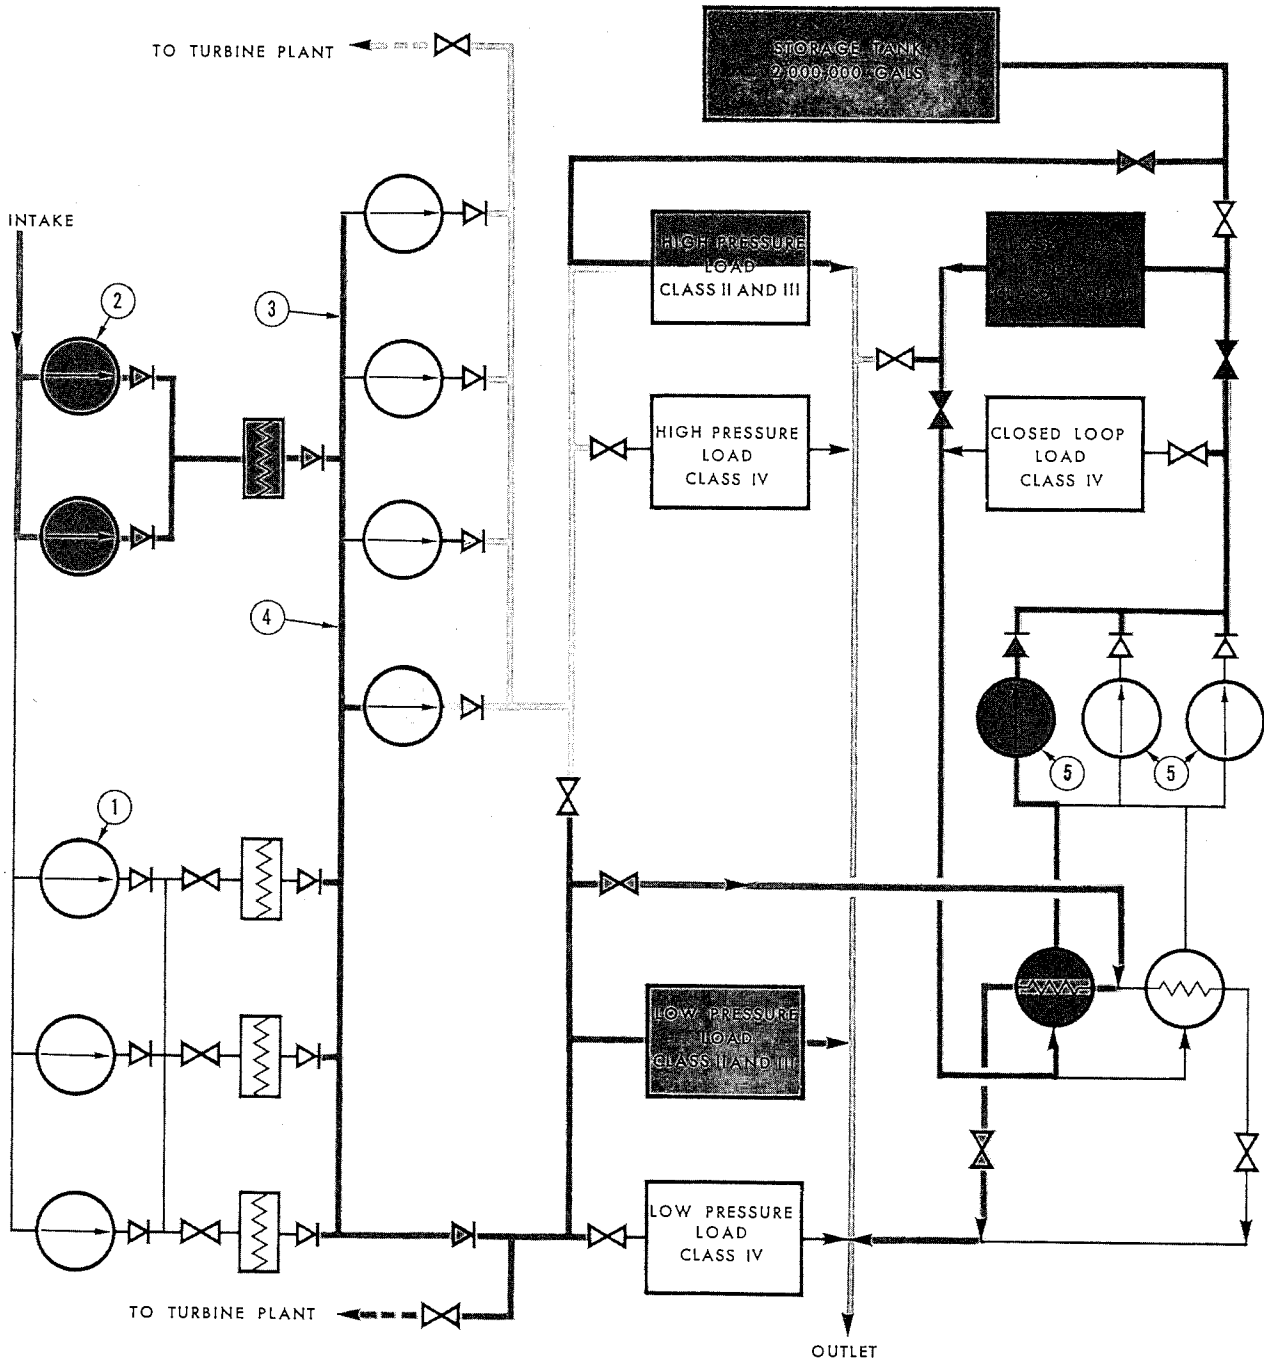 TO TURBINE PLANT
STORAGE TANK
2 000,000 GALS
INTAKE
2
3
HIGH PRESSURE
LOAD
CLASS II AND III
HIGH PRESSURE
LOAD
CLASS IV
CLOSED LOOP
LOAD
CLASS IV
4
5
5
1
LOW PRESSURE
LOAD
CLASS II AND III
LOW PRESSURE
LOAD
CLASS IV
TO TURBINE PLANT
OUTLET